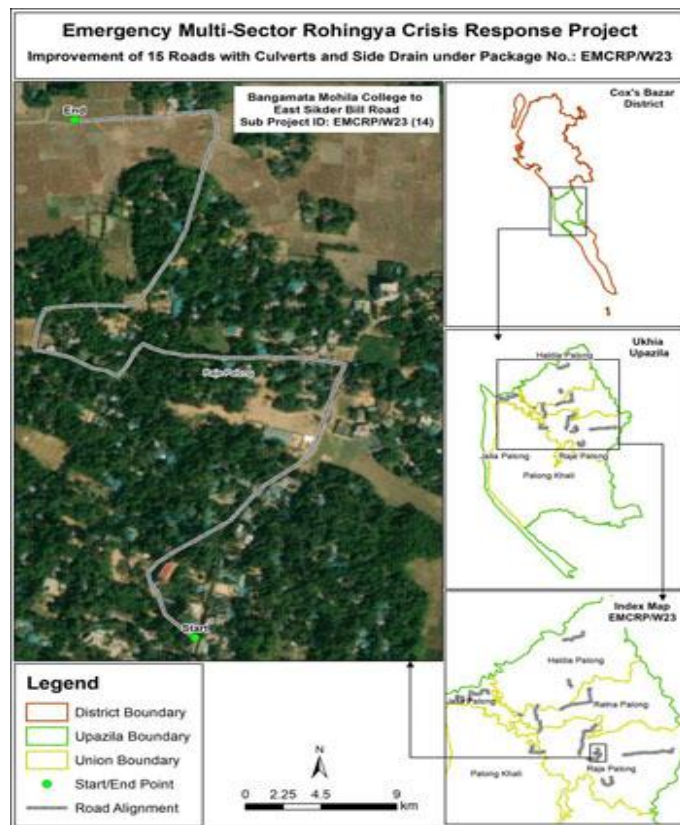 Emergency Multi-Sector Rohingya Crisis Response Project
Improvement of 15 Roads with Culverts and Side Drain under Package No.: EMCRP/W23
Bangamata Mohila College to
East Sikder Bill Road
Sub Project ID: EMCRP/W23 (14)
End
Raja Palong
Start
Cox's Bazar
District
Ukhia
Upazila
Haldia Palong
Jalia Palong
Raja Palong
Palong Khali
Index Map
EMCRP/W23
Haldia Palong
Jalia Palong
Ratna Palong
Raja Palong
Palong Khali
Legend
District Boundary
Upazila Boundary
Union Boundary
Start/End Point
Road Alignment
N
0 2.25 4.5 9
km